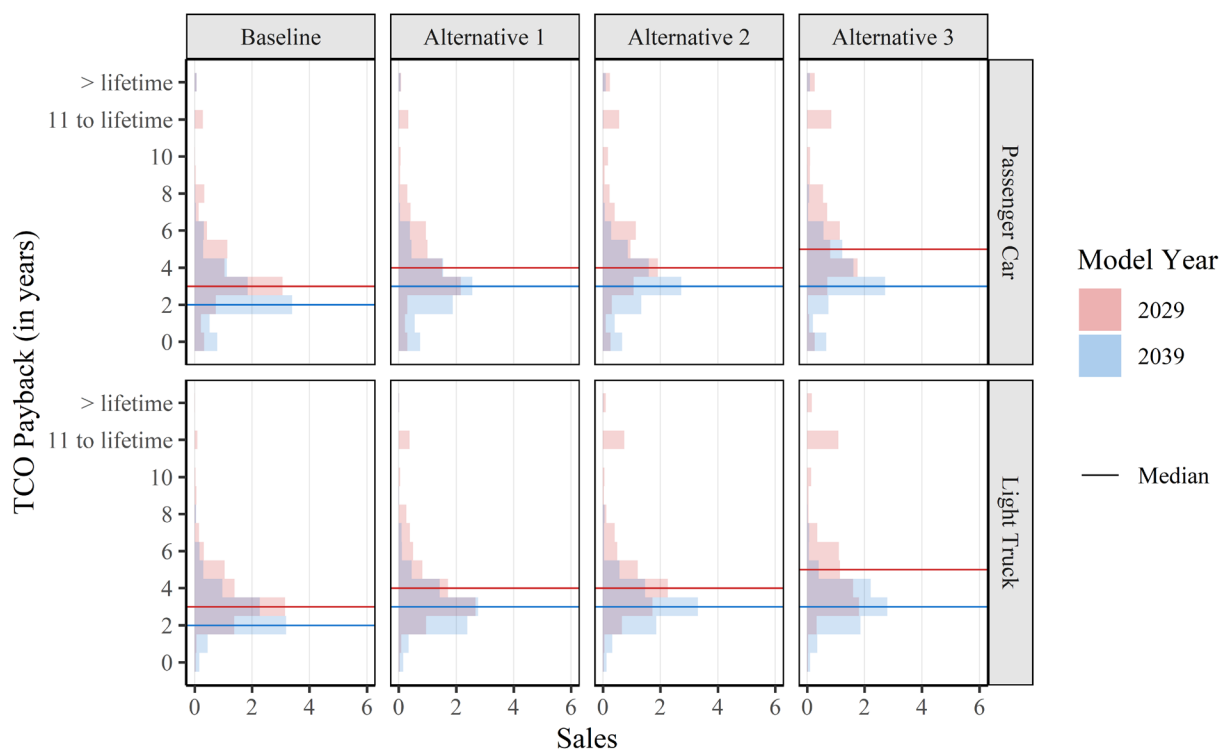 Baseline
Alternative 1
Alternative 2
Alternative 3
TCO Payback (in years)
> lifetime
11 to lifetime
10
8
6
4
2
0
Passenger Car
> lifetime
11 to lifetime
10
8
6
4
2
0
Light Truck
0 2 4 6
0 2 4 6
0 2 4 6
0 2 4 6
Sales
Model Year
2029
2039
Median